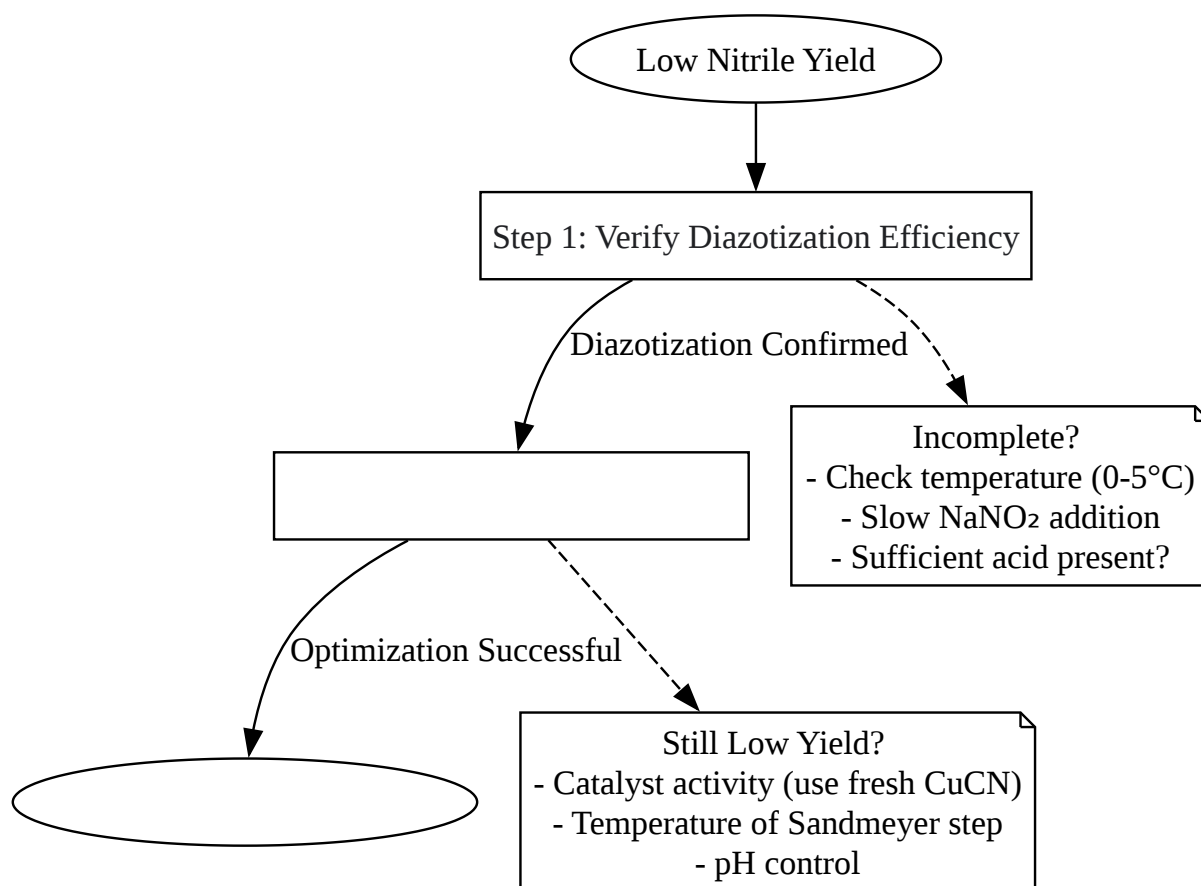 Low Nitrile Yield
Step 1: Verify Diazotization Efficiency
Diazotization Confirmed
Incomplete?
- Check temperature (0-5°C)
- Slow NaNO₂ addition
- Sufficient acid present?
Optimization Successful
Still Low Yield?
- Catalyst activity (use fresh CuCN)
- Temperature of Sandmeyer step
- pH control